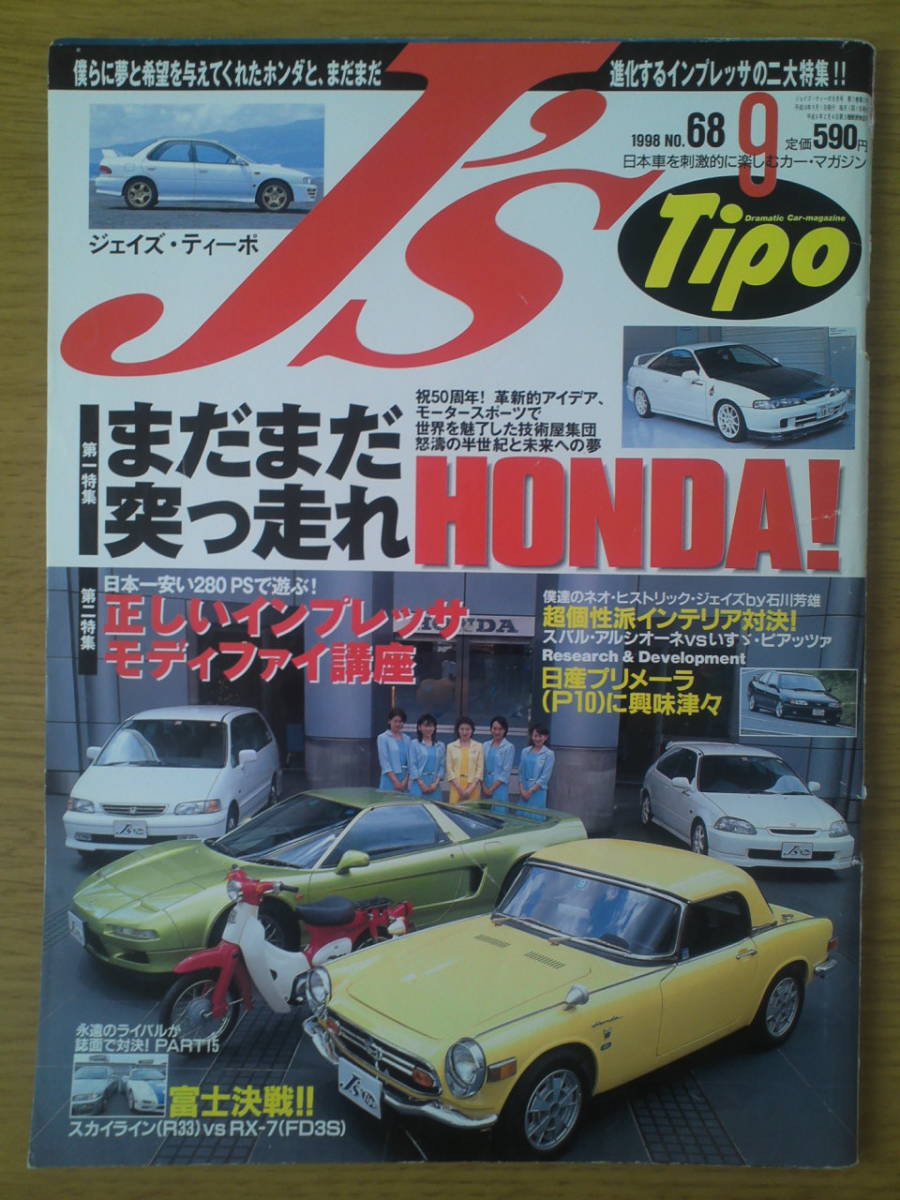 僕らに夢と希望を与えてくれたホンダと、まだまだ
進化するインプレッサの二大特集!!
J's
ジェイズ・ティーポ
1998 NO.68
9
定価590円
日本車を刺激的に楽しむカー・マガジン
Dramatic Car-magazine
Tipo
第一特集
まだまだ
突っ走れ
HONDA!
祝50周年! 革新的アイデア、
モータースポーツで
世界を魅了した技術屋集団
怒濤の半世紀と未来への夢
第二特集
日本一安い280 PSで遊ぶ!
正しいインプレッサ
モディファイ講座
HONDA
僕達のネオ・ヒストリック・ジェイズby石川芳雄
超個性派インテリア対決!
スバル・アルシオーネvsいすゞ・ピアッツァ
Research & Development
日産プリメーラ
(P10)に興味津々
J's
J's
J's
永遠のライバルが
誌面で対決! PART15
富士決戦!!
スカイライン(R33) vs RX-7(FD3S)